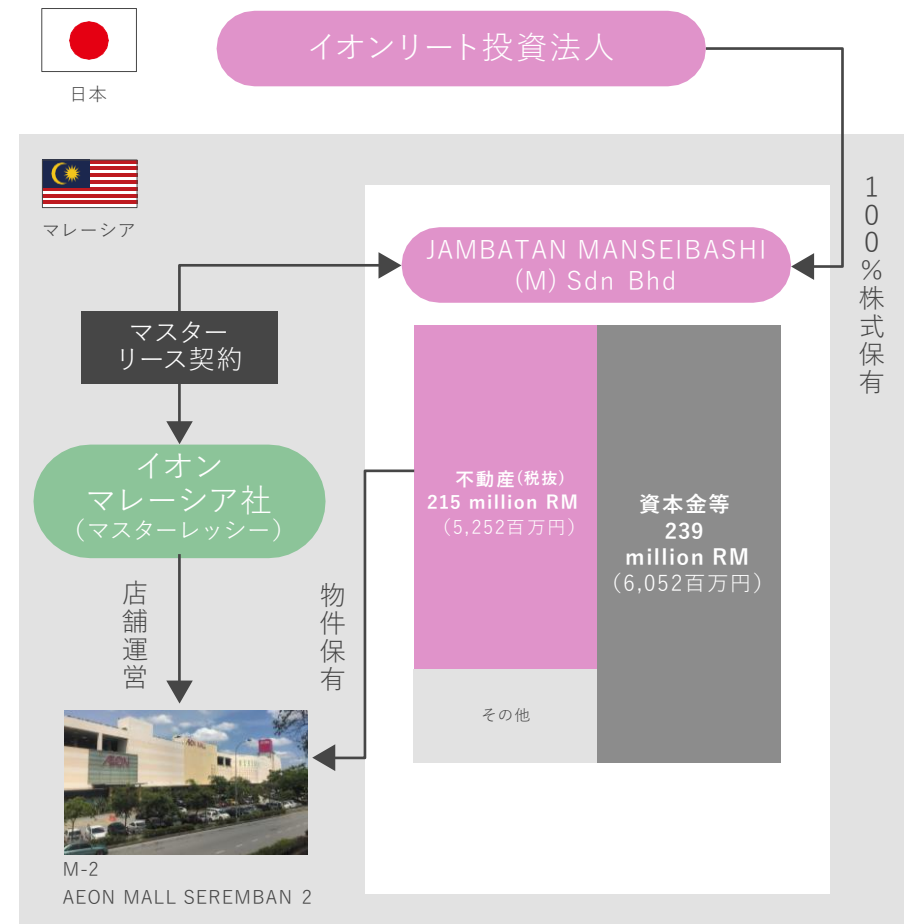 イオンリート投資法人
日本
マレーシア
100%株式保有
JAMBATAN MANSEIBASHI
(M) Sdn Bhd
マスター
リース契約
イオン
マレーシア社
(マスターレッシー)
不動産(税抜)
215 million RM
(5,252百万円)
資本金等
239
million RM
(6,052百万円)
その他
店舗運営
物件保有
AEON
AEON MALL
M-2
AEON MALL SEREMBAN 2